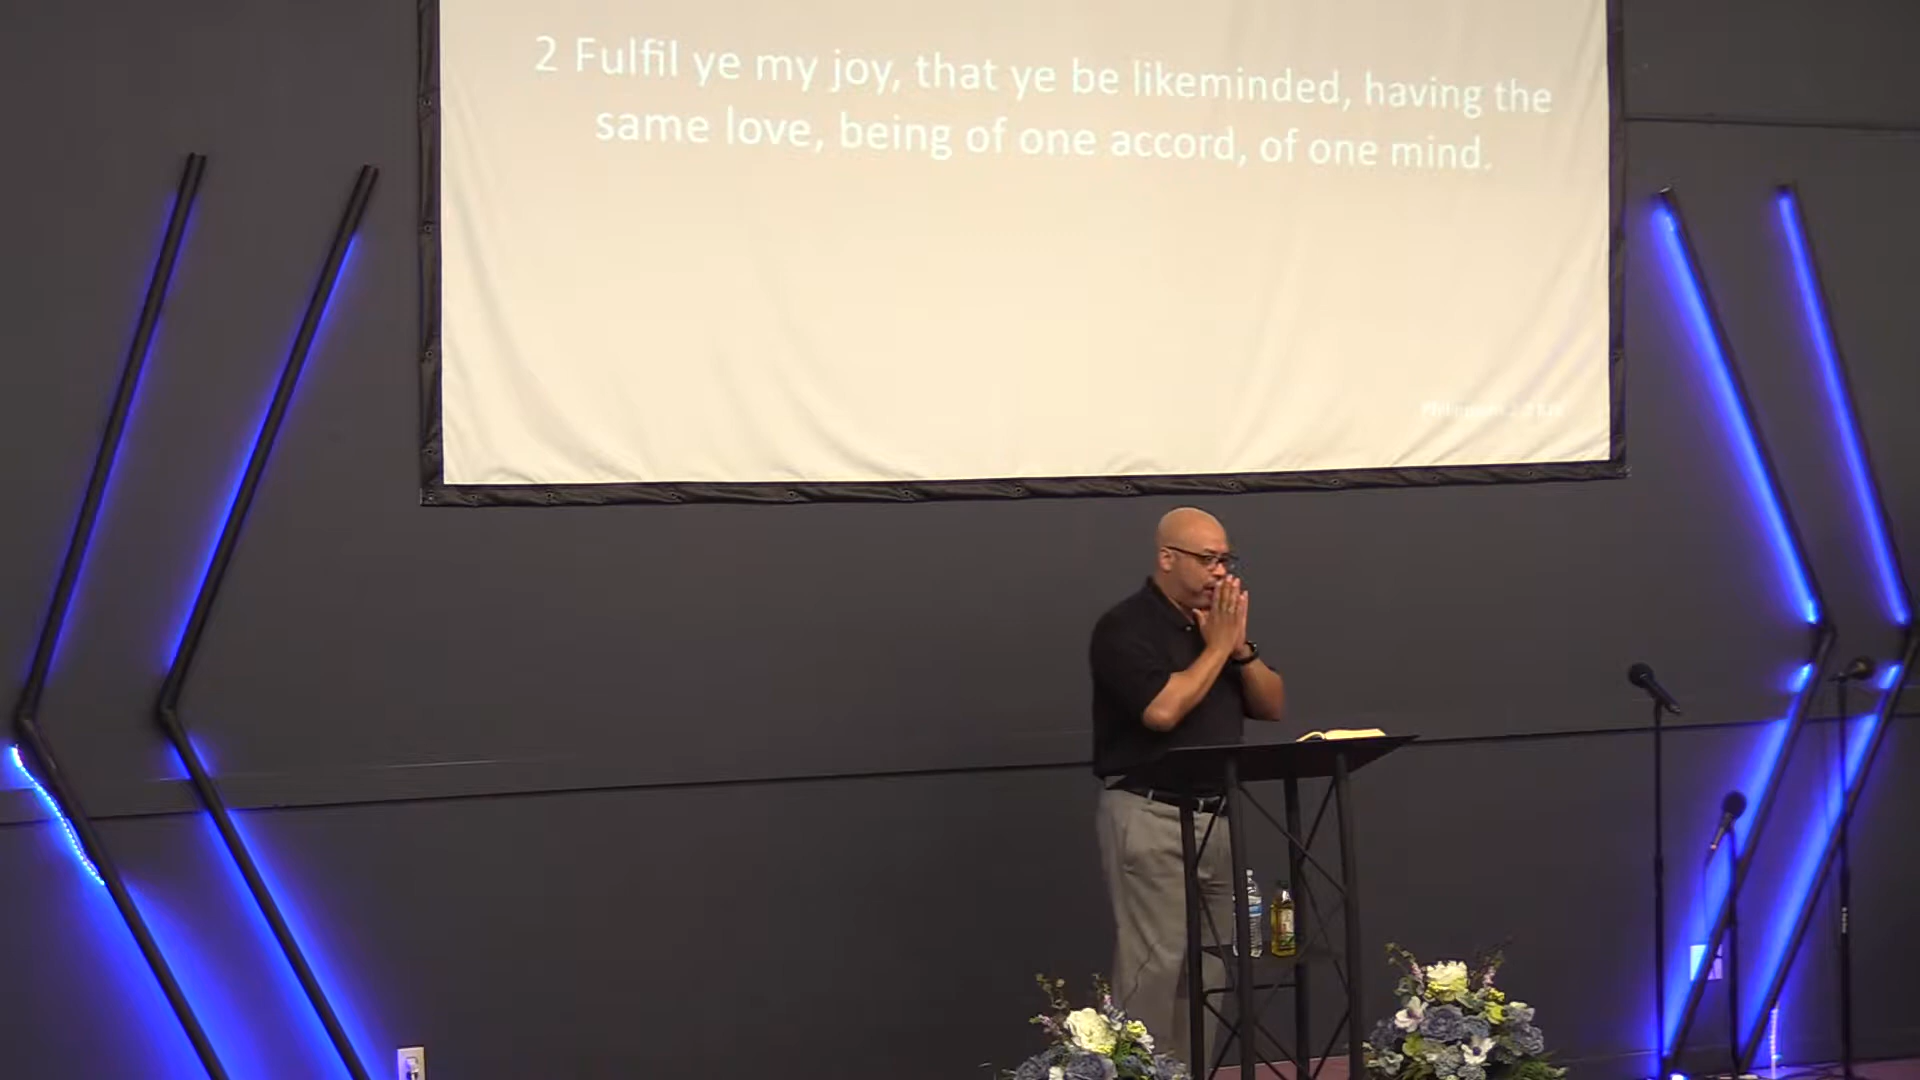 2 Fulfil ye my joy, that ye be likeminded, having the
same love, being of one accord, of one mind.